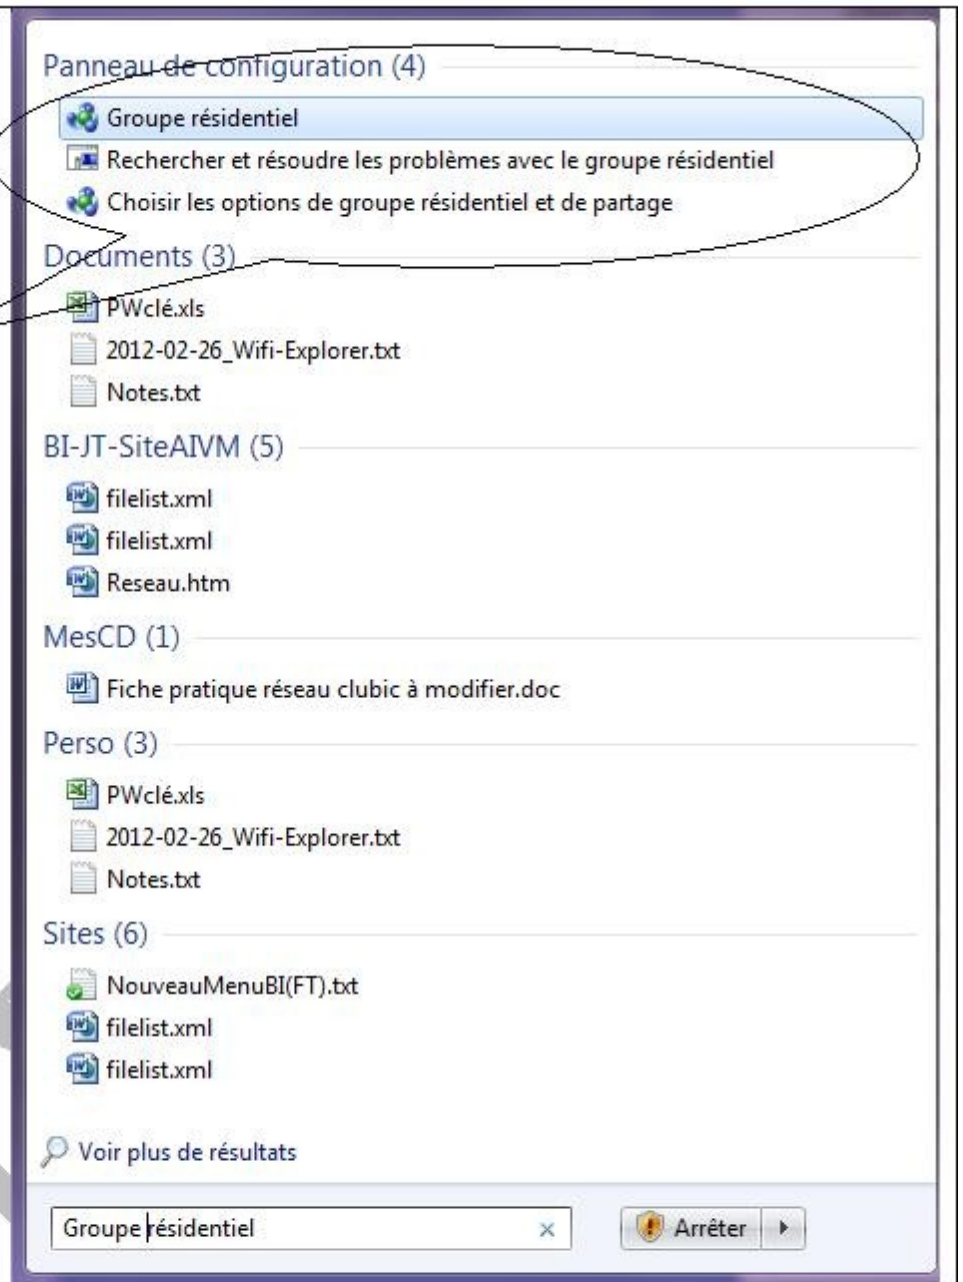 Panneau de configuration (4)
Groupe résidentiel
Rechercher et résoudre les problèmes avec le groupe résidentiel
Choisir les options de groupe résidentiel et de partage
Documents (3)
PWclé.xls
2012-02-26_Wifi-Explorer.txt
Notes.txt
BI-JT-SiteAIVM (5)
filelist.xml
filelist.xml
Reseau.htm
MesCD (1)
Fiche pratique réseau clubic à modifier.doc
Perso (3)
PWclé.xls
2012-02-26_Wifi-Explorer.txt
Notes.txt
Sites (6)
NouveauMenuBI(FT).txt
filelist.xml
filelist.xml
Voir plus de résultats
Groupe résidentiel
Arrêter